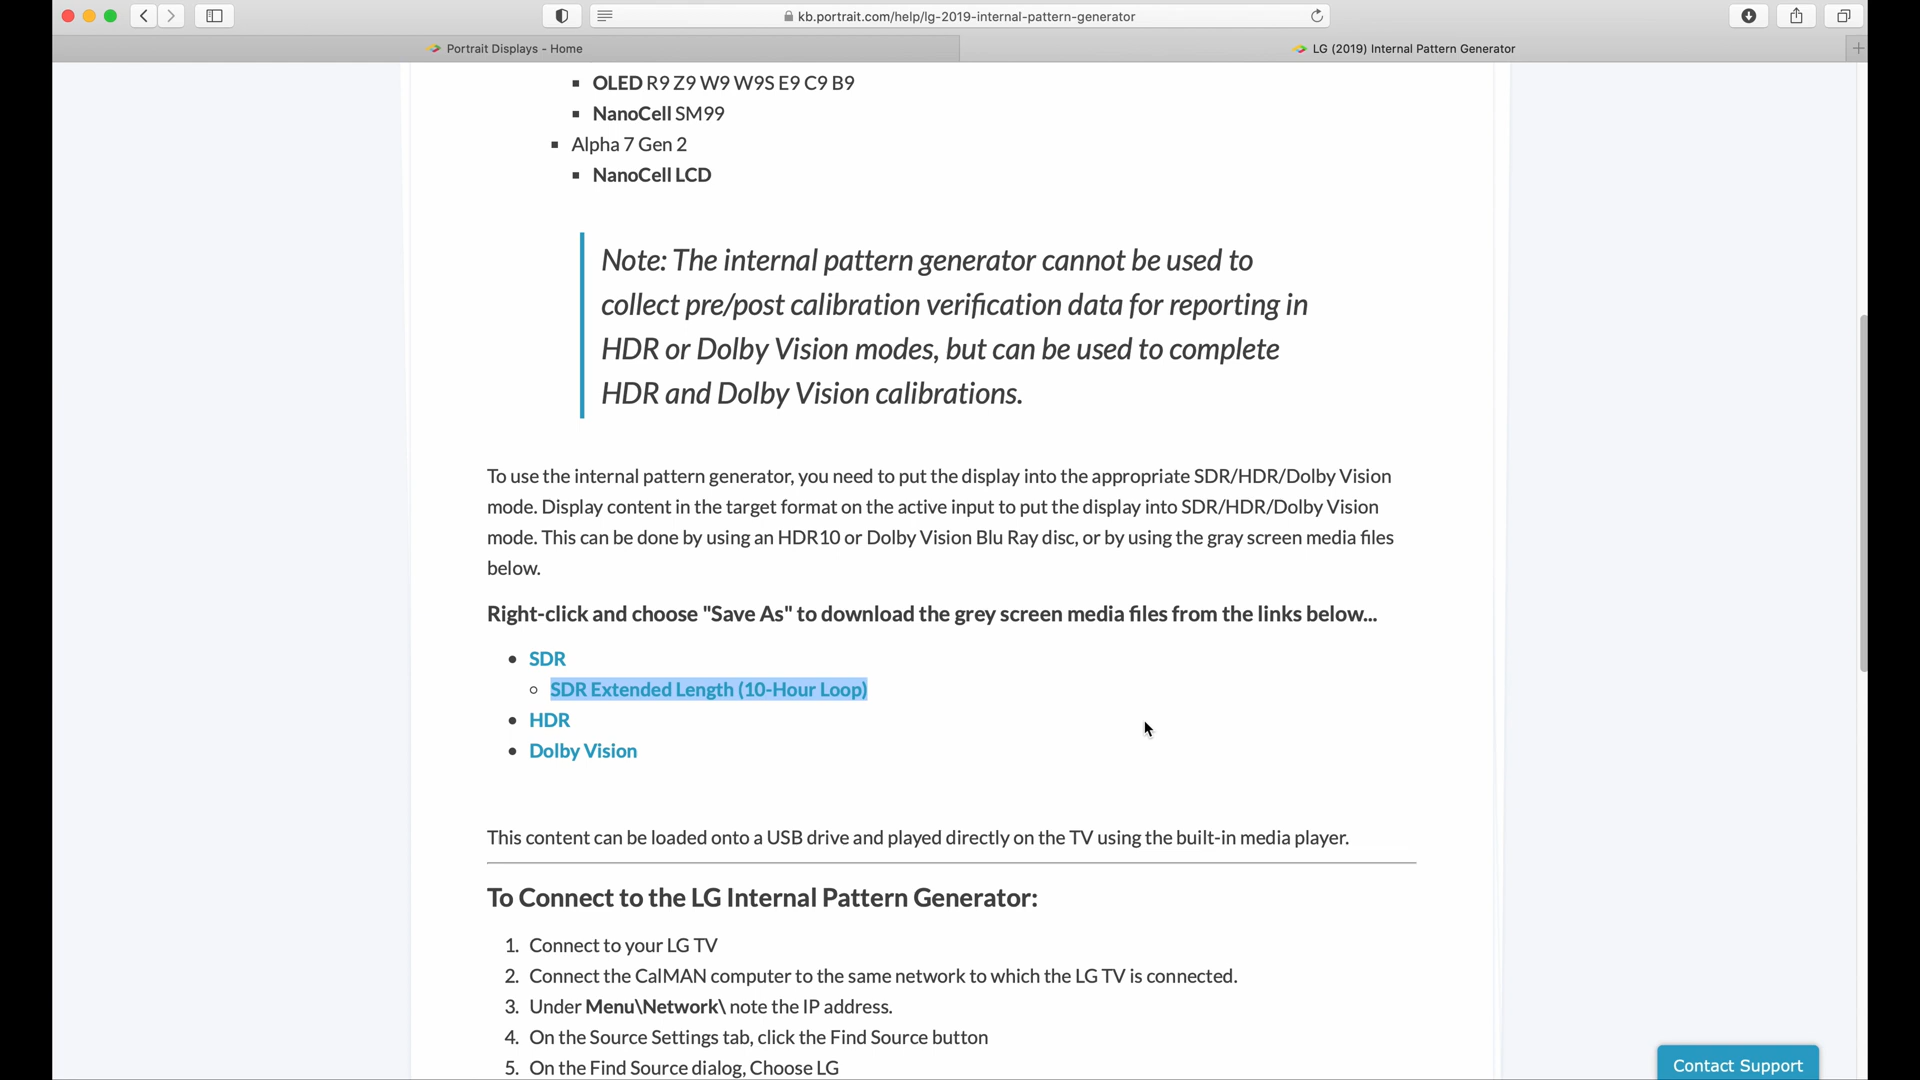 kb.portrait.com/help/lg-2019-internal-pattern-generator
Portrait Displays - Home
LG (2019) Internal Pattern Generator
OLED R9 Z9 W9 W9S E9 C9 B9
NanoCell SM99
Alpha 7 Gen 2
NanoCell LCD
Note: The internal pattern generator cannot be used to
collect pre/post calibration verification data for reporting in
HDR or Dolby Vision modes, but can be used to complete
HDR and Dolby Vision calibrations.
To use the internal pattern generator, you need to put the display into the appropriate SDR/HDR/Dolby Vision
mode. Display content in the target format on the active input to put the display into SDR/HDR/Dolby Vision
mode. This can be done by using an HDR10 or Dolby Vision Blu Ray disc, or by using the gray screen media files
below.
Right-click and choose "Save As" to download the grey screen media files from the links below...
SDR
SDR Extended Length (10-Hour Loop)
HDR
Dolby Vision
This content can be loaded onto a USB drive and played directly on the TV using the built-in media player.
To Connect to the LG Internal Pattern Generator:
1. Connect to your LG TV
2. Connect the CalMAN computer to the same network to which the LG TV is connected.
3. Under Menu\Network\ note the IP address.
4. On the Source Settings tab, click the Find Source button
5. On the Find Source dialog, Choose LG
Contact Support